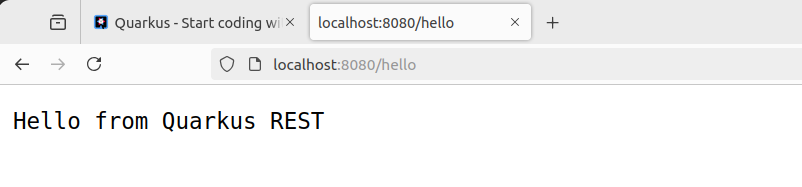 Quarkus - Start coding wi
localhost:8080/hello
localhost:8080/hello
Hello from Quarkus REST